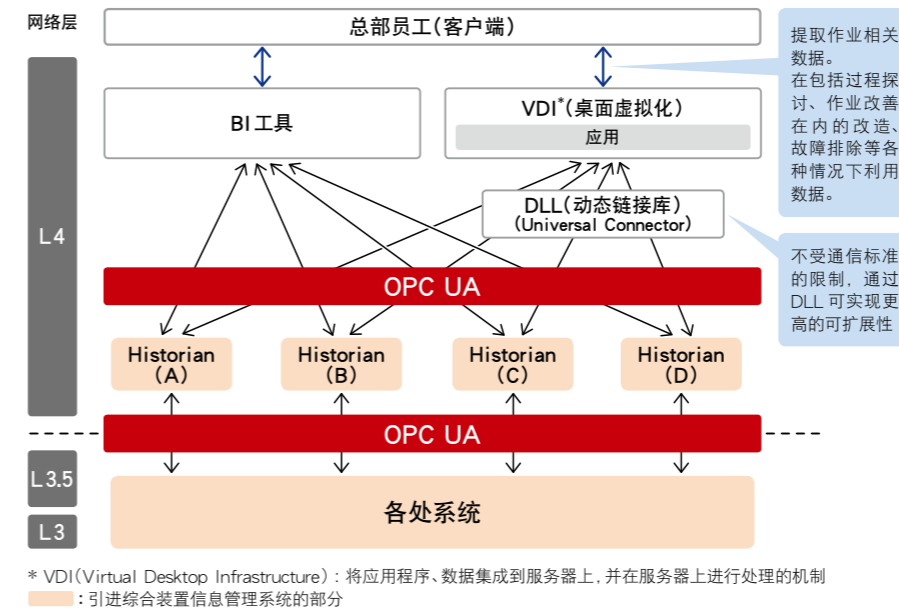 网络层
总部员工(客户端)
BI工具
VDI*(桌面虚拟化)
应用
提取作业相关
数据。
在包括过程探
讨、作业改善
在内的改造、
故障排除等各
种情况下利用
数据。
DLL(动态链接库)
(Universal Connector)
不受通信标准
的限制，通过
DLL 可实现更
高的可扩展性
L4
OPC UA
Historian
(A)
Historian
(B)
Historian
(C)
Historian
(D)
OPC UA
L3.5
L3
各处系统
* VDI(Virtual Desktop Infrastructure)：将应用程序、数据集成到服务器上，并在服务器上进行处理的机制
：引进综合装置信息管理系统的部分